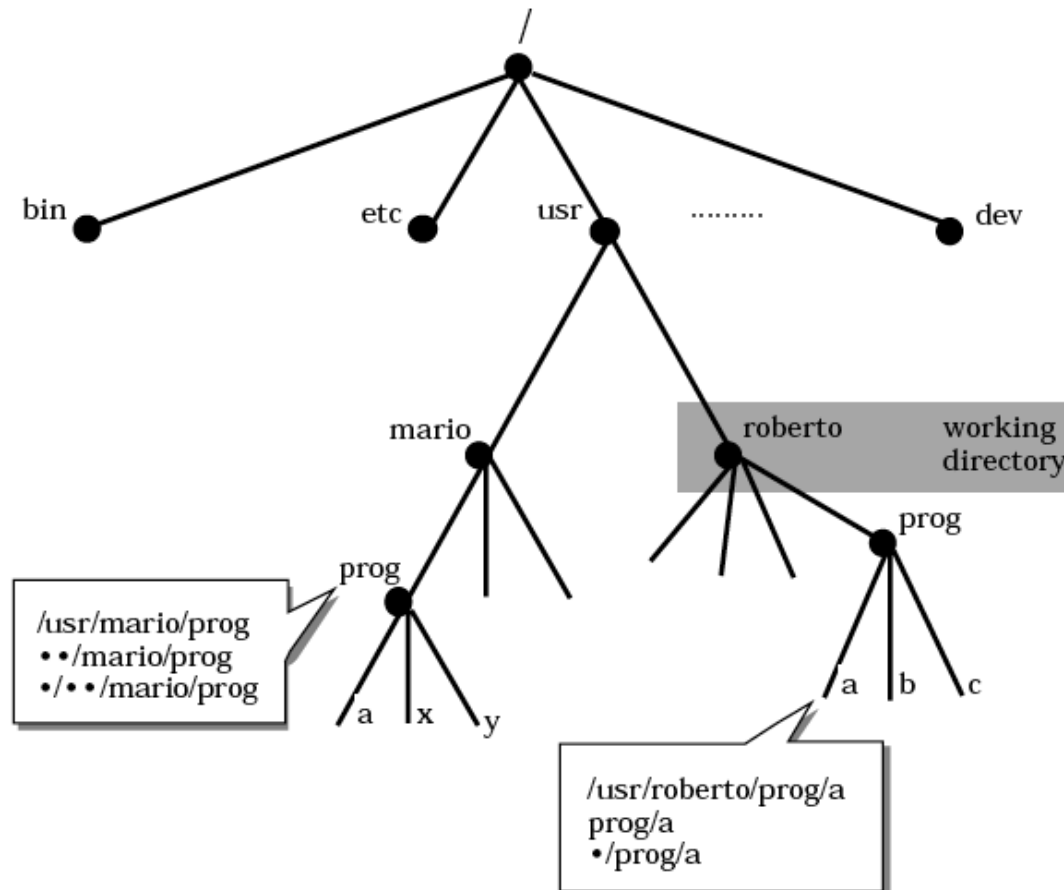 /
bin
etc
usr
.........
dev
mario
roberto
working
directory
prog
prog
/usr/mario/prog
••/mario/prog
•/••/mario/prog
a
x
y
a
b
c
/usr/roberto/prog/a
prog/a
•/prog/a